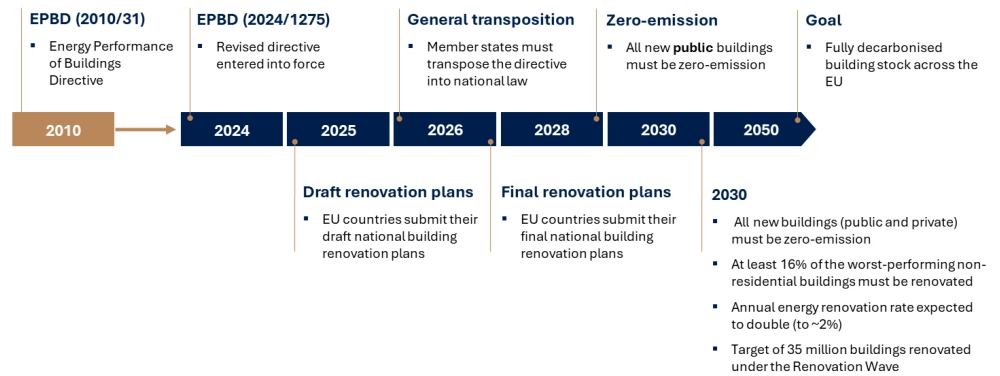 EPBD (2010/31)
▪ Energy Performance
of Buildings
Directive
EPBD (2024/1275)
▪ Revised directive
entered into force
General transposition
▪ Member states must
transpose the directive
into national law
Zero-emission
▪ All new public buildings
must be zero-emission
Goal
▪ Fully decarbonised
building stock across the
EU
2010
2024
2025
2026
2028
2030
2050
Draft renovation plans
▪ EU countries submit their
draft national building
renovation plans
Final renovation plans
▪ EU countries submit their
final national building
renovation plans
2030
▪ All new buildings (public and private)
must be zero-emission
▪ At least 16% of the worst-performing non-
residential buildings must be renovated
▪ Annual energy renovation rate expected
to double (to ~2%)
▪ Target of 35 million buildings renovated
under the Renovation Wave